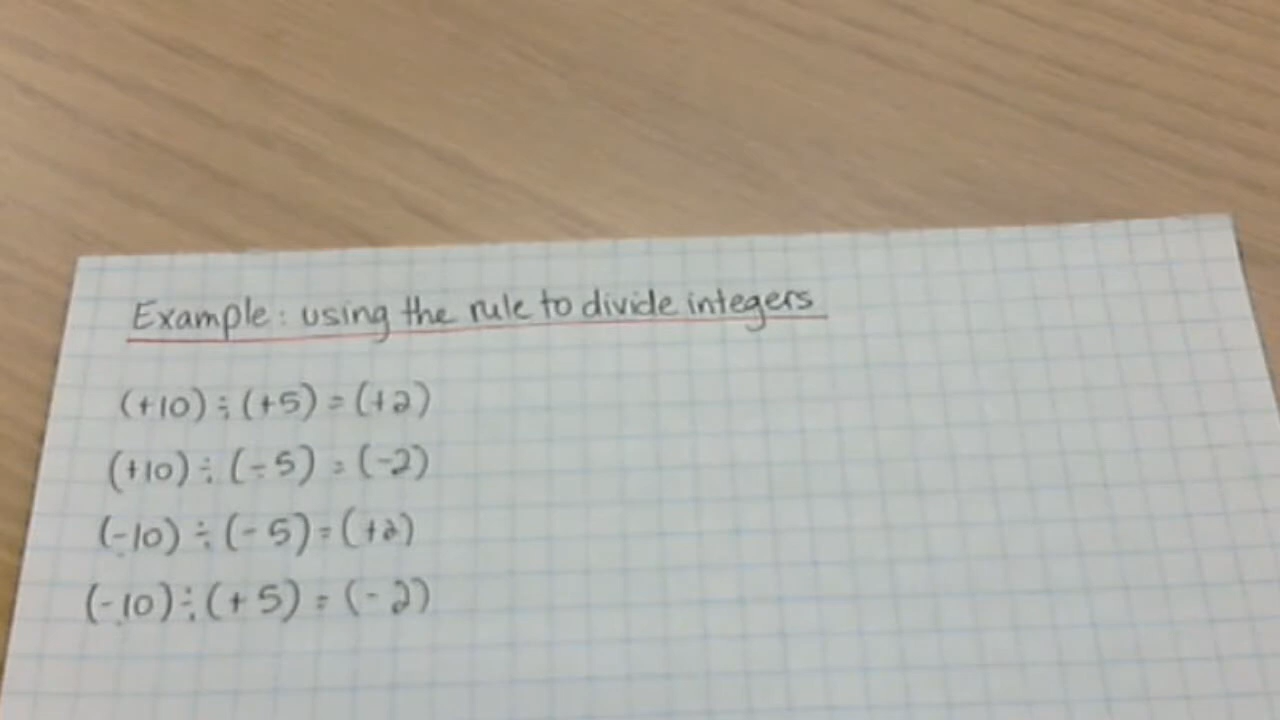 Example: using the rule to divide integers
(+10) ÷ (+5) = (+2)
(+10) ÷ (-5) = (-2)
(-10) ÷ (-5) = (+2)
(-10) ÷ (+5) = (-2)